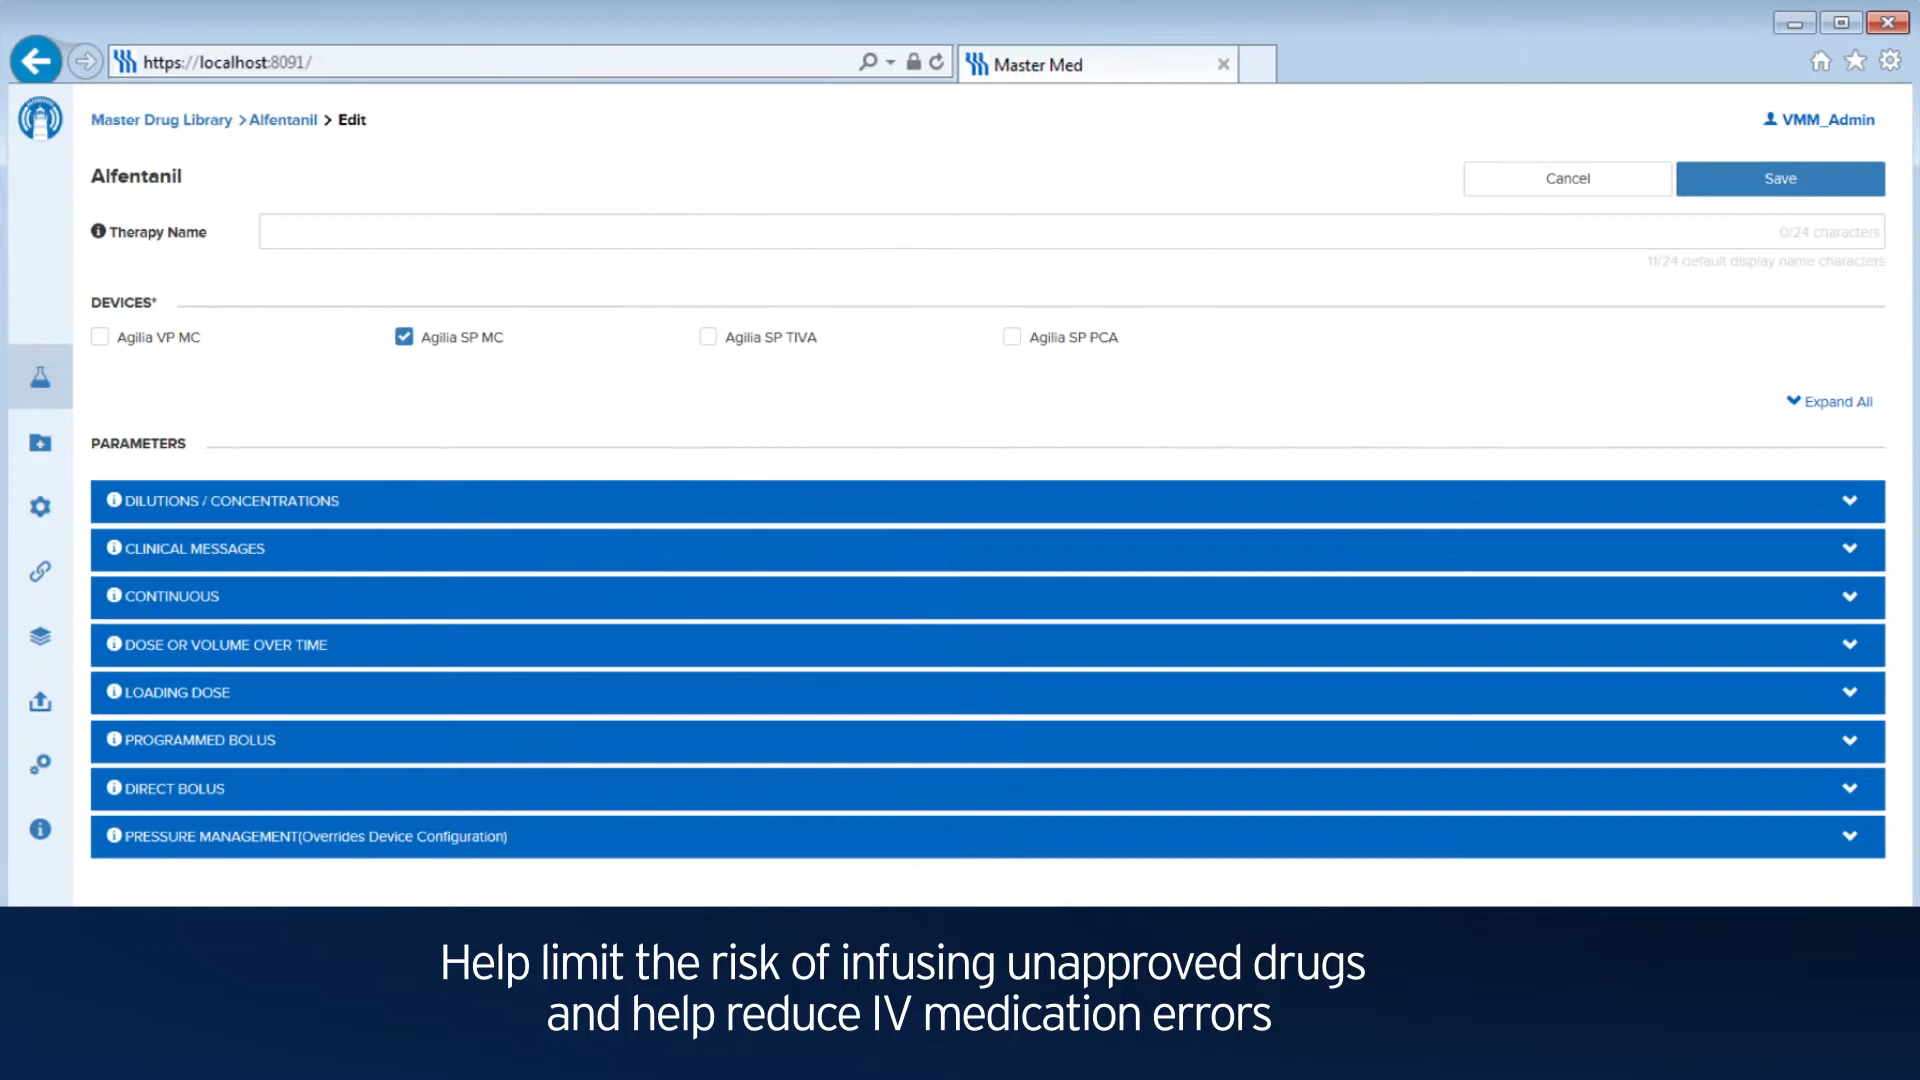 https://localhost:8091/
Master Med
Master Drug Library > Alfentanil > Edit
VMM_Admin
Alfentanil
Cancel
Save
Therapy Name
0/24 characters
11/24 default display name characters
DEVICES*
Agilia VP MC
Agilia SP MC
Agilia SP TIVA
Agilia SP PCA
Expand All
PARAMETERS
DILUTIONS / CONCENTRATIONS
CLINICAL MESSAGES
CONTINUOUS
DOSE OR VOLUME OVER TIME
LOADING DOSE
PROGRAMMED BOLUS
DIRECT BOLUS
PRESSURE MANAGEMENT(Overrides Device Configuration)
Help limit the risk of infusing unapproved drugs
and help reduce IV medication errors